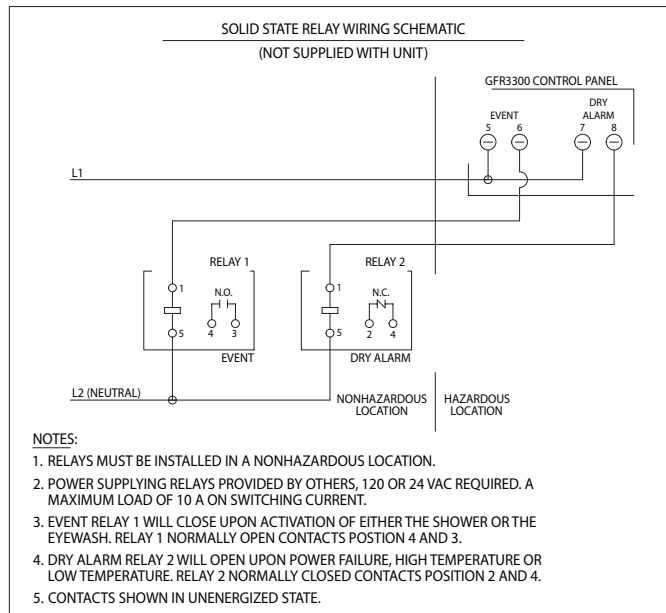 SOLID STATE RELAY WIRING SCHEMATIC
(NOT SUPPLIED WITH UNIT)
GFR3300 CONTROL PANEL
EVENT
DRY
ALARM
5 6 7 8
L1
RELAY 1
1
N.O.
4 3
5
EVENT
RELAY 2
1
N.C.
2 4
5
DRY ALARM
L2 (NEUTRAL)
NONHAZARDOUS
LOCATION
HAZARDOUS
LOCATION
NOTES:
1. RELAYS MUST BE INSTALLED IN A NONHAZARDOUS LOCATION.
2. POWER SUPPLYING RELAYS PROVIDED BY OTHERS, 120 OR 24 VAC REQUIRED. A
MAXIMUM LOAD OF 10 A ON SWITCHING CURRENT.
3. EVENT RELAY 1 WILL CLOSE UPON ACTIVATION OF EITHER THE SHOWER OR THE
EYEWASH. RELAY 1 NORMALLY OPEN CONTACTS POSTION 4 AND 3.
4. DRY ALARM RELAY 2 WILL OPEN UPON POWER FAILURE, HIGH TEMPERATURE OR
LOW TEMPERATURE. RELAY 2 NORMALLY CLOSED CONTACTS POSITION 2 AND 4.
5. CONTACTS SHOWN IN UNENERGIZED STATE.